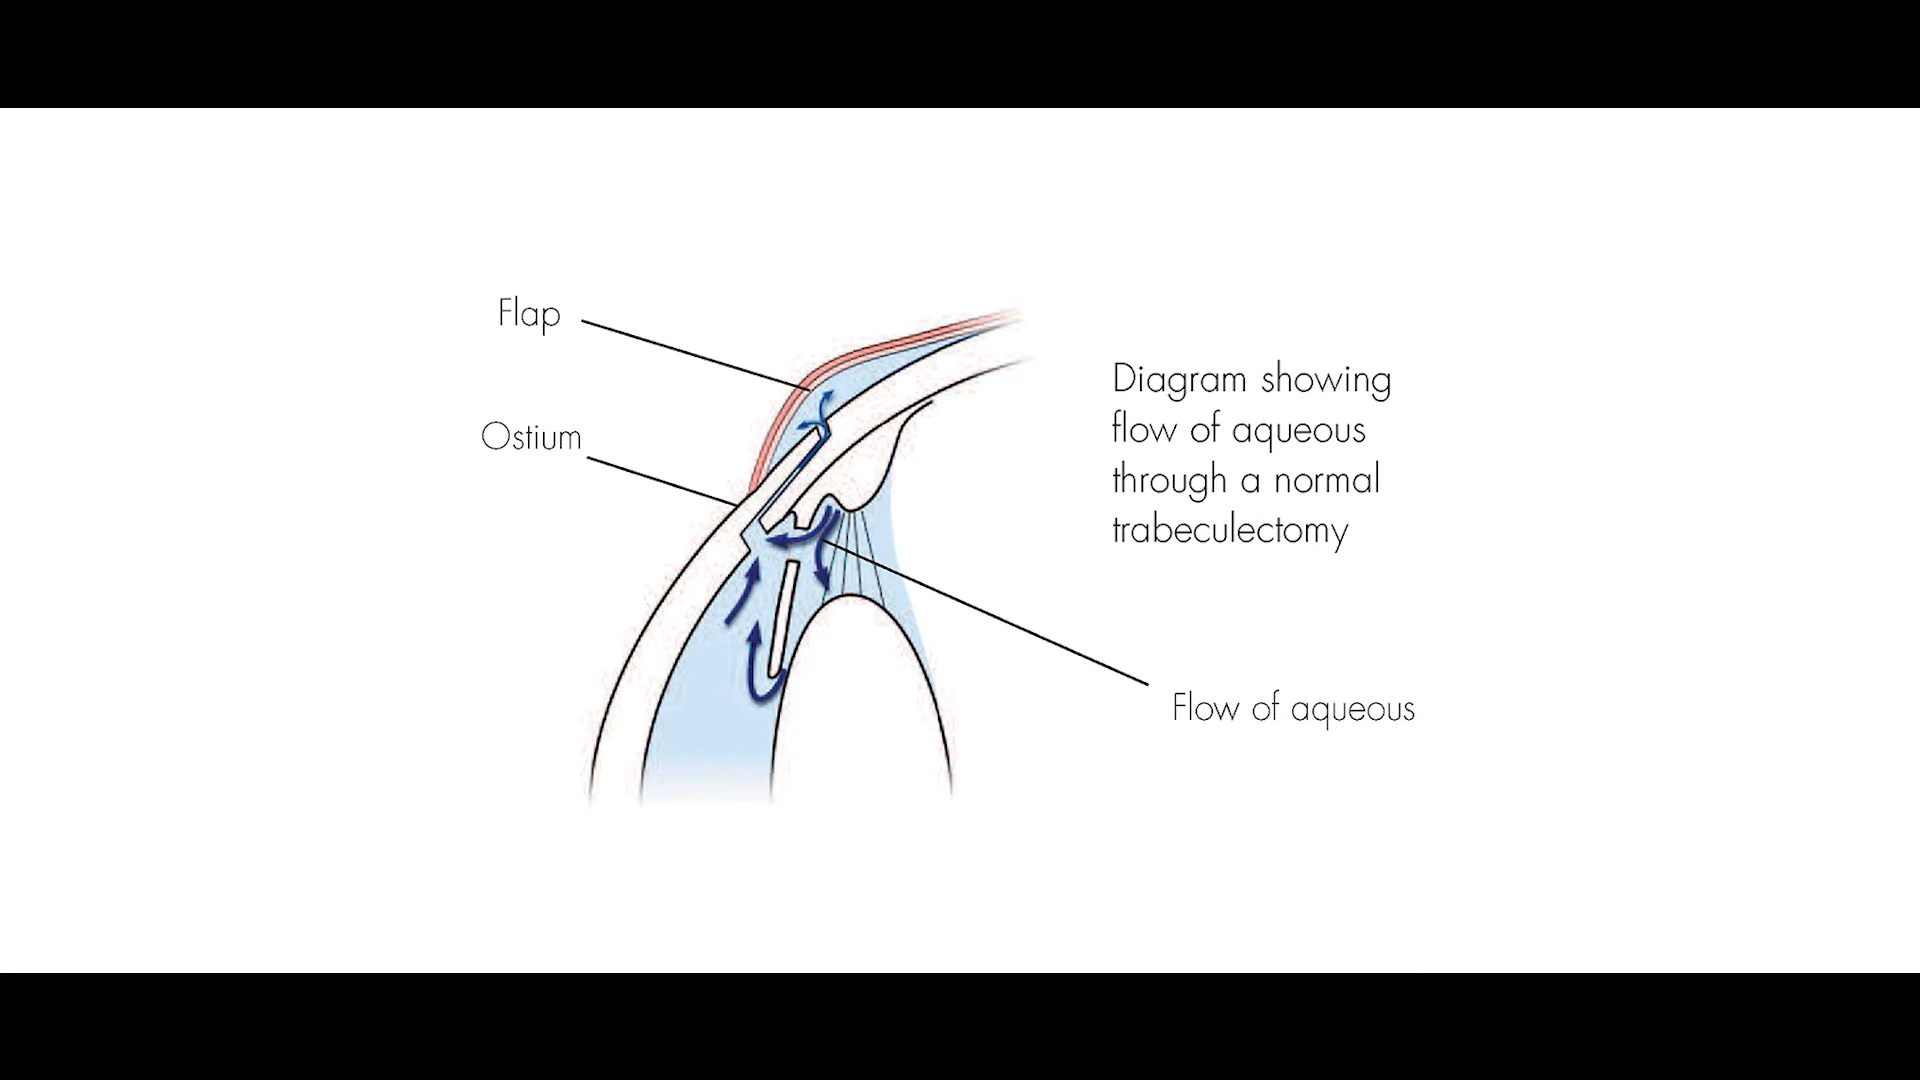 Flap
Ostium
Diagram showing
flow of aqueous
through a normal
trabeculectomy
Flow of aqueous